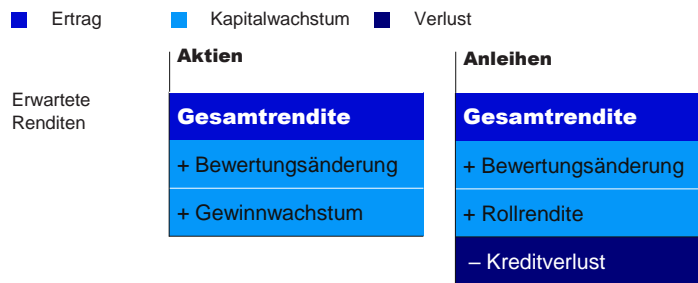 Ertrag Kapitalwachstum Verlust
Aktien Anleihen
Erwartete
Renditen
Gesamtrendite Gesamtrendite
+ Bewertungsänderung + Bewertungsänderung
+ Gewinnwachstum + Rollrendite
– Kreditverlust